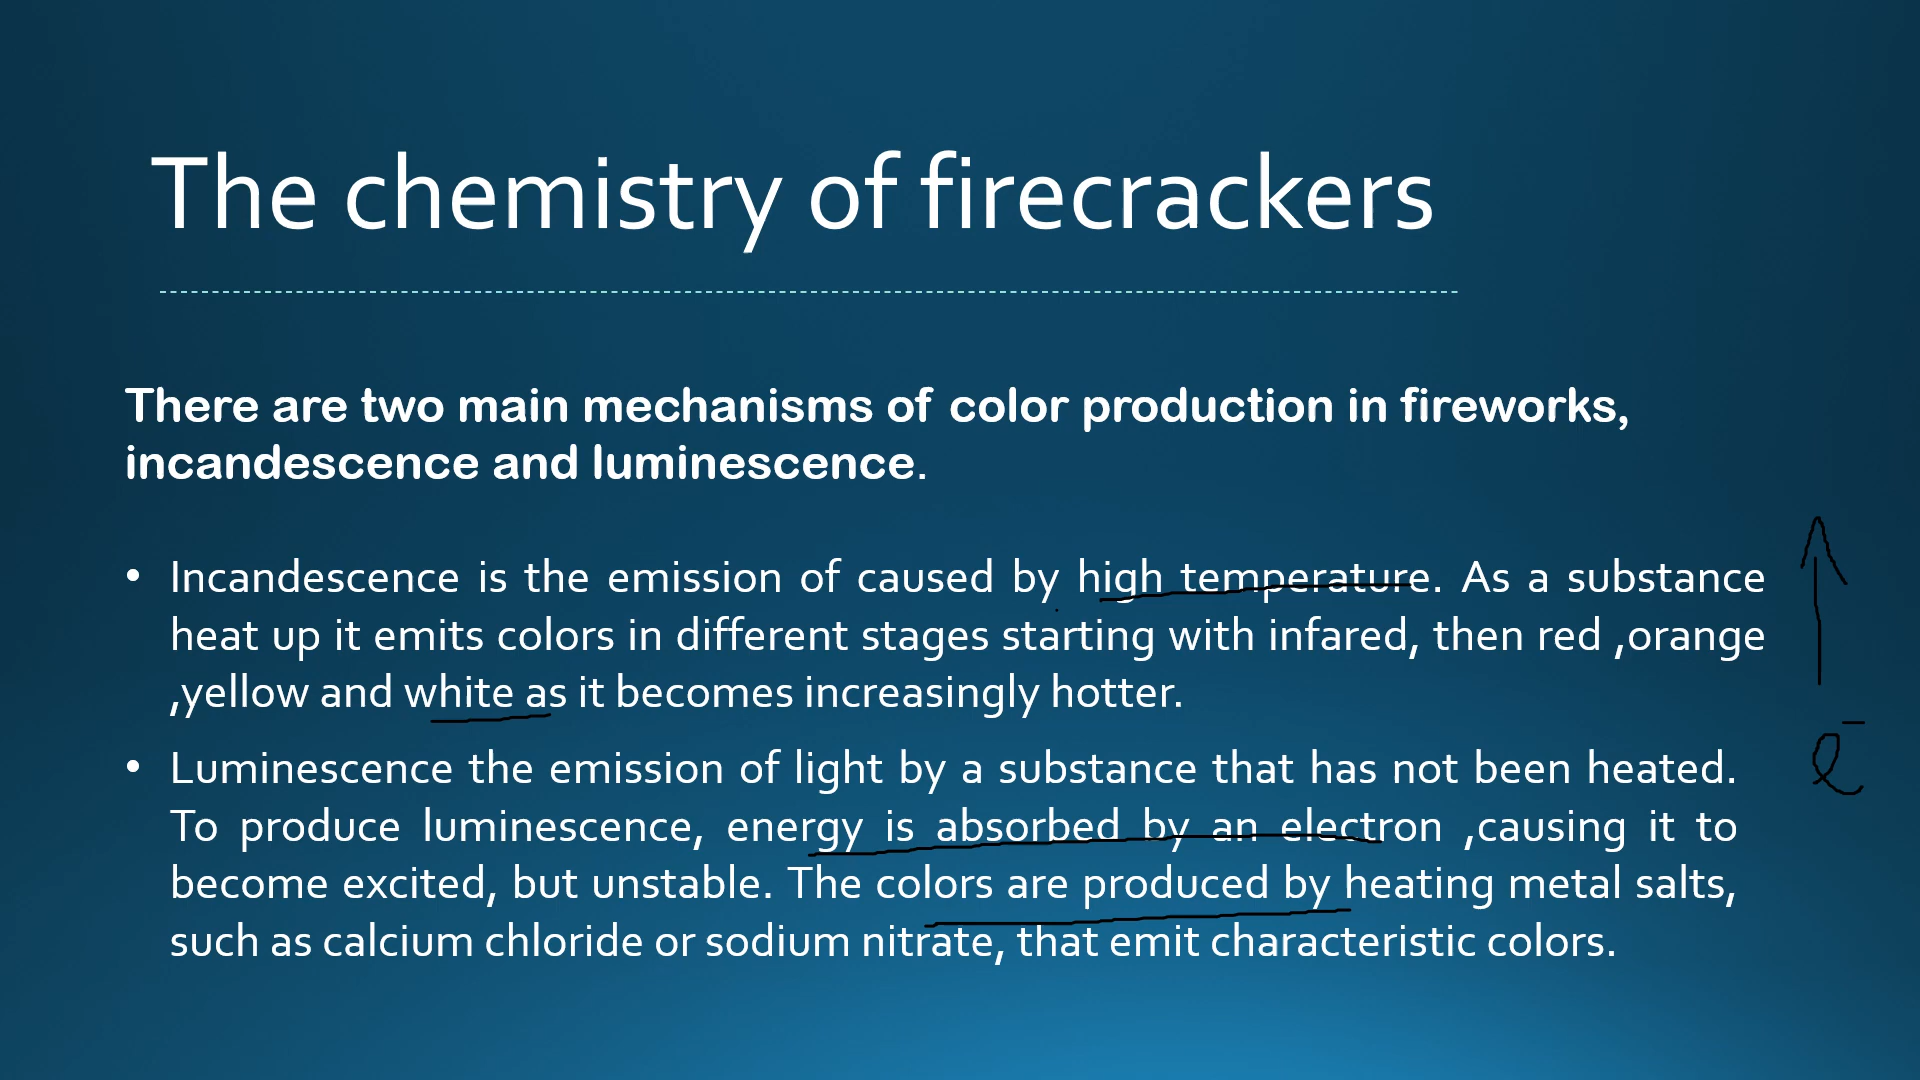 The chemistry of firecrackers
There are two main mechanisms of color production in fireworks,
incandescence and luminescence.
• Incandescence is the emission of caused by high temperature. As a substance
heat up it emits colors in different stages starting with infared, then red ,orange
,yellow and white as it becomes increasingly hotter.
• Luminescence the emission of light by a substance that has not been heated.
To produce luminescence, energy is absorbed by an electron ,causing it to
become excited, but unstable. The colors are produced by heating metal salts,
such as calcium chloride or sodium nitrate, that emit characteristic colors.
e⁻